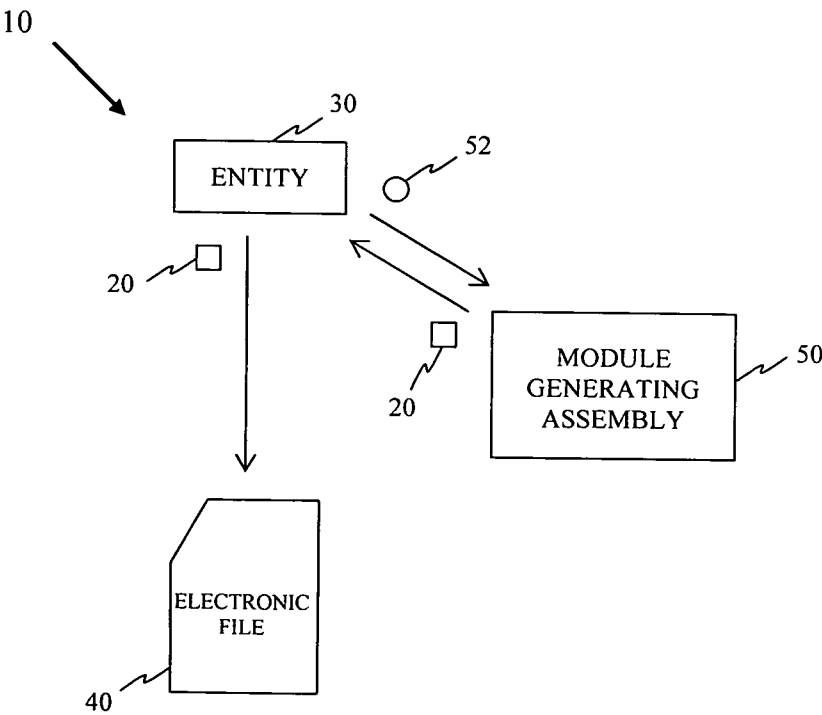 10
30
ENTITY
52
20
20
MODULE
GENERATING
ASSEMBLY
50
ELECTRONIC
FILE
40